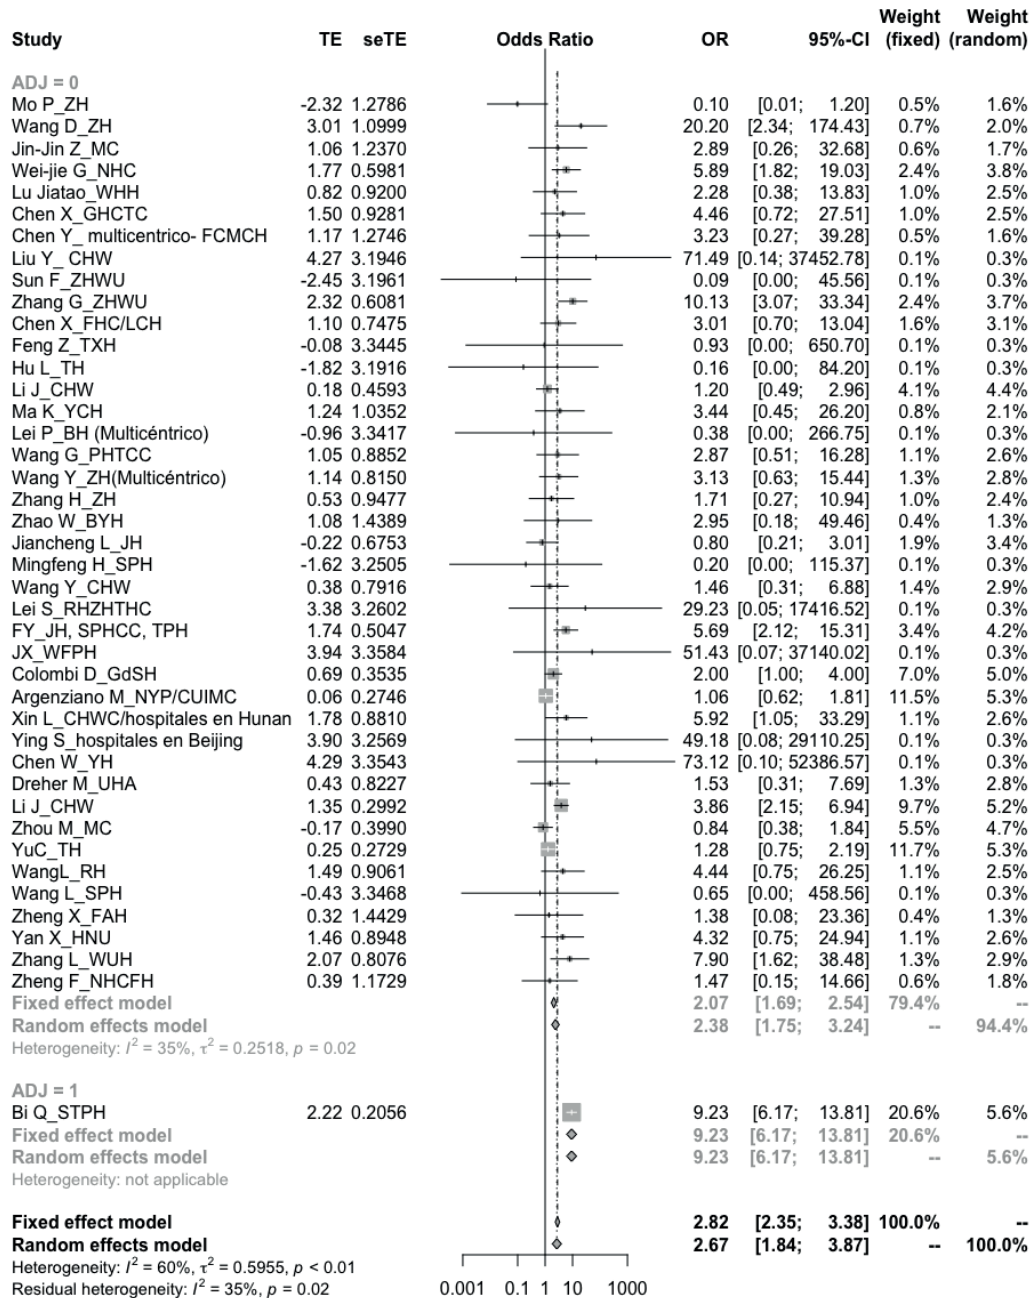 Weight Weight
Study TE seTE Odds Ratio OR 95%-CI (fixed) (random)
ADJ = 0
Mo P_ZH -2.32 1.2786 0.10 [0.01; 1.20] 0.5% 1.6%
Wang D_ZH 3.01 1.0999 20.20 [2.34; 174.43] 0.7% 2.0%
Jin-Jin Z_MC 1.06 1.2370 2.89 [0.26; 32.68] 0.6% 1.7%
Wei-jie G_NHC 1.77 0.5981 5.89 [1.82; 19.03] 2.4% 3.8%
Lu Jiatao_WHH 0.82 0.9200 2.28 [0.38; 13.83] 1.0% 2.5%
Chen X_GHCTC 1.50 0.9281 4.46 [0.72; 27.51] 1.0% 2.5%
Chen Y_ multicentrico- FCMCH 1.17 1.2746 3.23 [0.27; 39.28] 0.5% 1.6%
Liu Y_ CHW 4.27 3.1946 71.49 [0.14; 37452.78] 0.1% 0.3%
Sun F_ZHWU -2.45 3.1961 0.09 [0.00; 45.56] 0.1% 0.3%
Zhang G_ZHWU 2.32 0.6081 10.13 [3.07; 33.34] 2.4% 3.7%
Chen X_FHC/LCH 1.10 0.7475 3.01 [0.70; 13.04] 1.6% 3.1%
Feng Z_TXH -0.08 3.3445 0.93 [0.00; 650.70] 0.1% 0.3%
Hu L_TH -1.82 3.1916 0.16 [0.00; 84.20] 0.1% 0.3%
Li J_CHW 0.18 0.4593 1.20 [0.49; 2.96] 4.1% 4.4%
Ma K_YCH 1.24 1.0352 3.44 [0.45; 26.20] 0.8% 2.1%
Lei P_BH (Multicéntrico) -0.96 3.3417 0.38 [0.00; 266.75] 0.1% 0.3%
Wang G_PHTCC 1.05 0.8852 2.87 [0.51; 16.28] 1.1% 2.6%
Wang Y_ZH(Multicéntrico) 1.14 0.8150 3.13 [0.63; 15.44] 1.3% 2.8%
Zhang H_ZH 0.53 0.9477 1.71 [0.27; 10.94] 1.0% 2.4%
Zhao W_BYH 1.08 1.4389 2.95 [0.18; 49.46] 0.4% 1.3%
Jiancheng L_JH -0.22 0.6753 0.80 [0.21; 3.01] 1.9% 3.4%
Mingfeng H_SPH -1.62 3.2505 0.20 [0.00; 115.37] 0.1% 0.3%
Wang Y_CHW 0.38 0.7916 1.46 [0.31; 6.88] 1.4% 2.9%
Lei S_RHZHTHC 3.38 3.2602 29.23 [0.05; 17416.52] 0.1% 0.3%
FY_JH, SPHCC, TPH 1.74 0.5047 5.69 [2.12; 15.31] 3.4% 4.2%
JX_WFPH 3.94 3.3584 51.43 [0.07; 37140.02] 0.1% 0.3%
Colombi D_GdSH 0.69 0.3535 2.00 [1.00; 4.00] 7.0% 5.0%
Argenziano M_NYP/CUIMC 0.06 0.2746 1.06 [0.62; 1.81] 11.5% 5.3%
Xin L_CHWC/hospitales en Hunan 1.78 0.8810 5.92 [1.05; 33.29] 1.1% 2.6%
Ying S_hospitales en Beijing 3.90 3.2569 49.18 [0.08; 29110.25] 0.1% 0.3%
Chen W_YH 4.29 3.3543 73.12 [0.10; 52386.57] 0.1% 0.3%
Dreher M_UHA 0.43 0.8227 1.53 [0.31; 7.69] 1.3% 2.8%
Li J_CHW 1.35 0.2992 3.86 [2.15; 6.94] 9.7% 5.2%
Zhou M_MC -0.17 0.3990 0.84 [0.38; 1.84] 5.5% 4.7%
YuC_TH 0.25 0.2729 1.28 [0.75; 2.19] 11.7% 5.3%
WangL_RH 1.49 0.9061 4.44 [0.75; 26.25] 1.1% 2.5%
Wang L_SPH -0.43 3.3468 0.65 [0.00; 458.56] 0.1% 0.3%
Zheng X_FAH 0.32 1.4429 1.38 [0.08; 23.36] 0.4% 1.3%
Yan X_HNU 1.46 0.8948 4.32 [0.75; 24.94] 1.1% 2.6%
Zhang L_WUH 2.07 0.8076 7.90 [1.62; 38.48] 1.3% 2.9%
Zheng F_NHCFH 0.39 1.1729 1.47 [0.15; 14.66] 0.6% 1.8%
Fixed effect model 2.07 [1.69; 2.54] 79.4% --
Random effects model 2.38 [1.75; 3.24] -- 94.4%
Heterogeneity: I² = 35%, τ² = 0.2518, p = 0.02
ADJ = 1
Bi Q_STPH 2.22 0.2056 9.23 [6.17; 13.81] 20.6% 5.6%
Fixed effect model 9.23 [6.17; 13.81] 20.6% --
Random effects model 9.23 [6.17; 13.81] -- 5.6%
Heterogeneity: not applicable
Fixed effect model 2.82 [2.35; 3.38] 100.0% --
Random effects model 2.67 [1.84; 3.87] -- 100.0%
Heterogeneity: I² = 60%, τ² = 0.5955, p < 0.01
Residual heterogeneity: I² = 35%, p = 0.02
0.001 0.1 1 10 1000